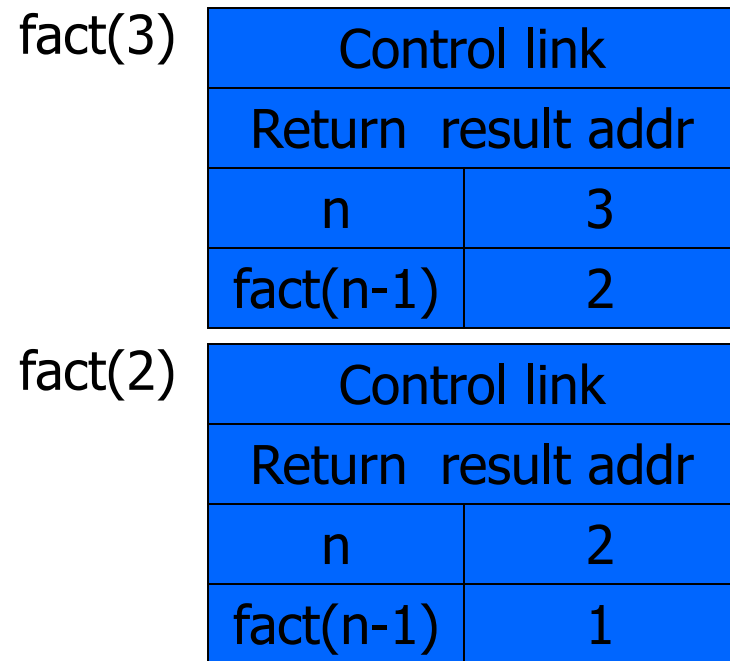 fact(3)
Control link
Return result addr
n 3
fact(n-1) 2
fact(2)
Control link
Return result addr
n 2
fact(n-1) 1